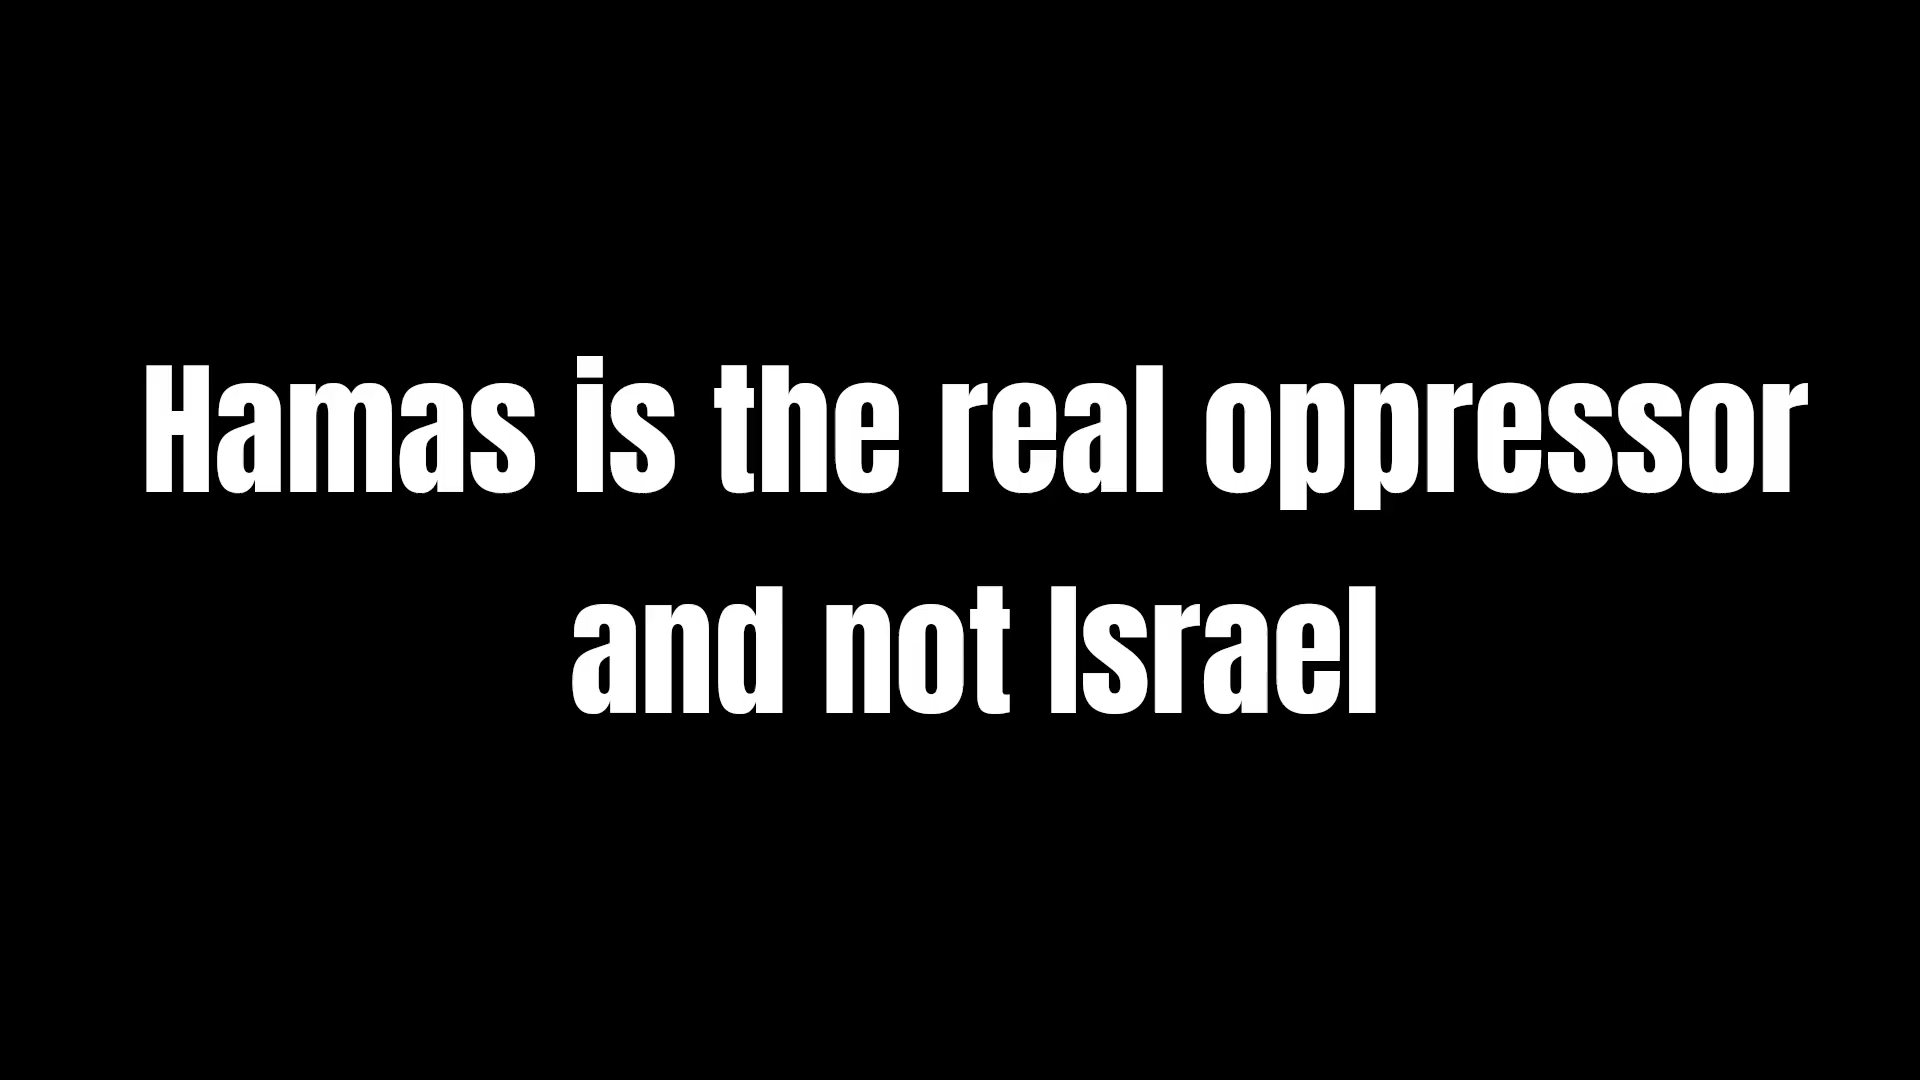 Hamas is the real oppressor
and not Israel